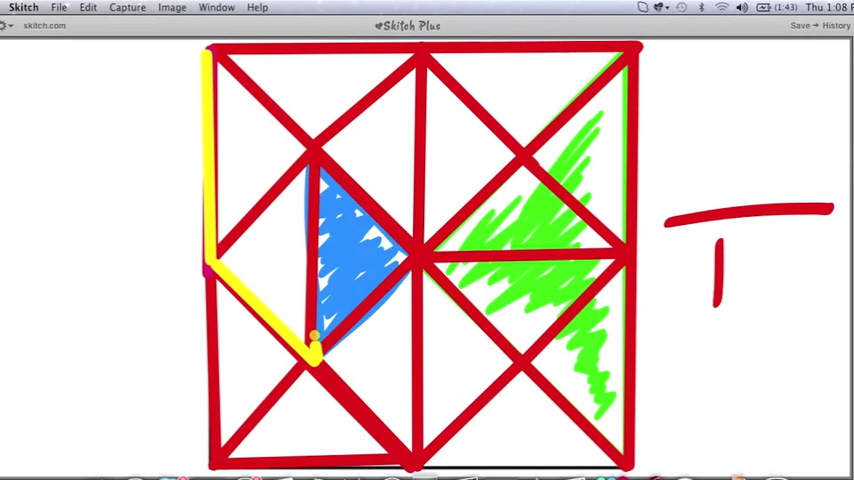 Skitch File Edit Capture Image Window Help (1:43) Thu 1:08 P
skitch.com Skitch Plus Save → History